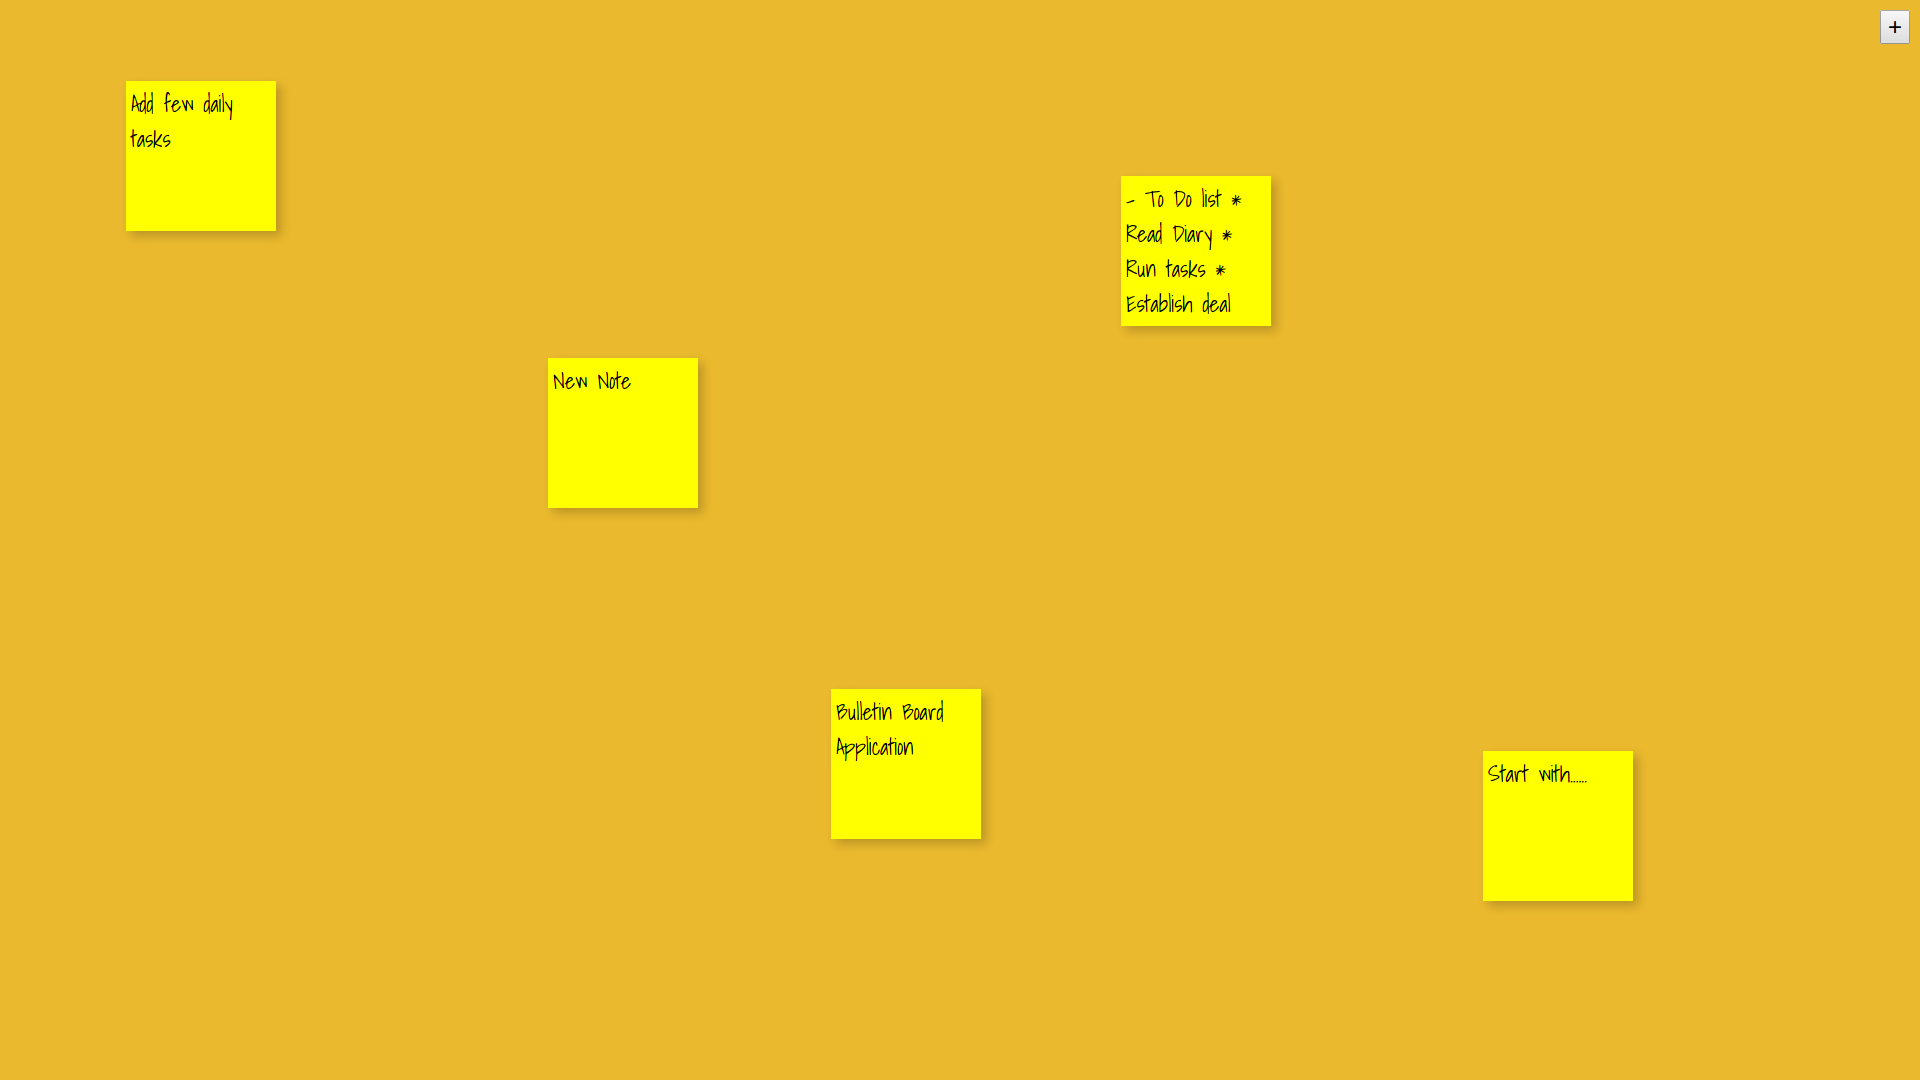 +
Add few daily
tasks
- To Do list *
Read Diary *
Run tasks *
Establish deal
New Note
Bulletin Board
Application
Start with......